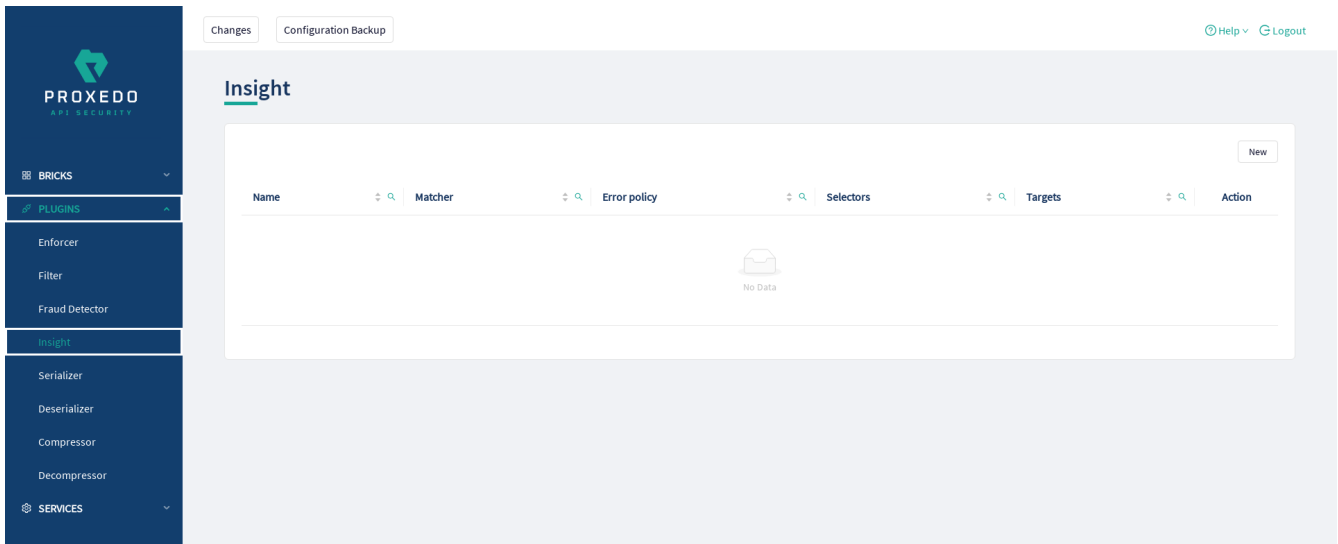 Changes Configuration Backup Help Logout
PROXEDO
API SECURITY
Insight
New
BRICKS
PLUGINS
Enforcer
Filter
Fraud Detector
Insight
Serializer
Deserializer
Compressor
Decompressor
SERVICES
Name Matcher Error policy Selectors Targets Action
No Data